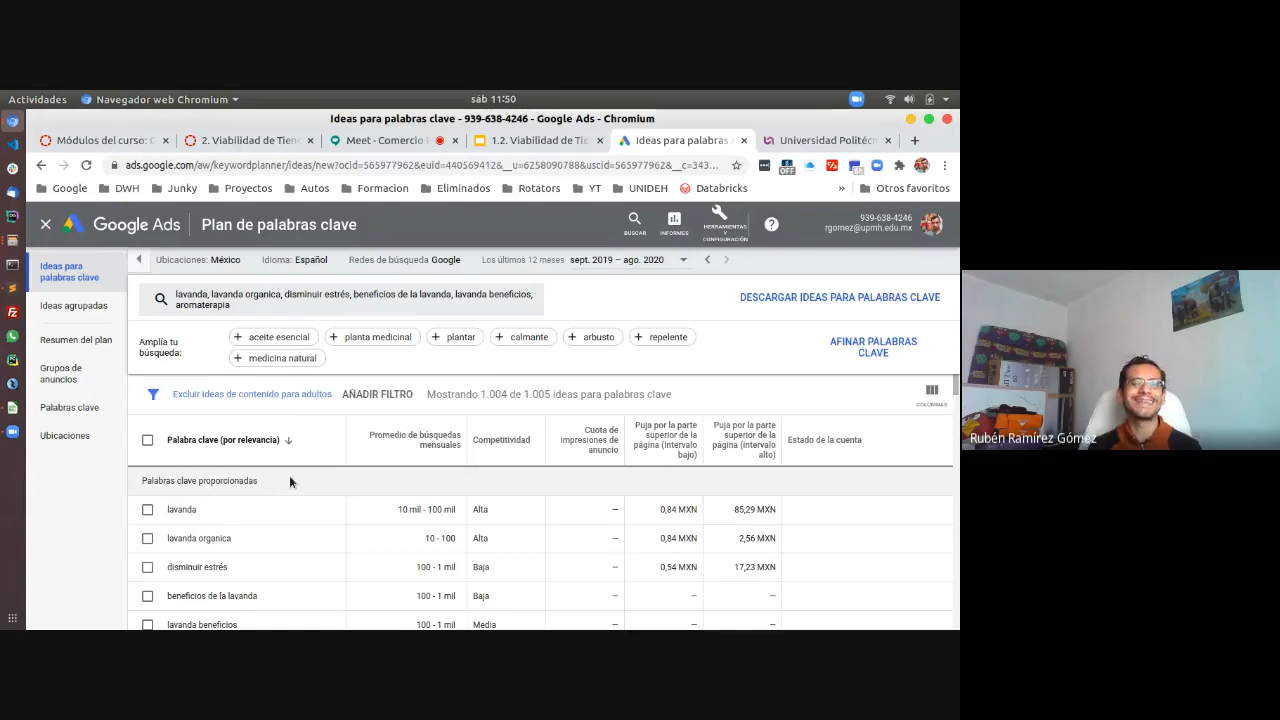 Actividades
Navegador web Chromium
sáb 11:50
Ideas para palabras clave - 939-638-4246 - Google Ads - Chromium
Módulos del curso: C
2. Viabilidad de Tien
Meet - Comercio E
1.2. Viabilidad de Tie
Ideas para palabras
Universidad Politécn
ads.google.com/aw/keywordplanner/ideas/new?ocid=565977962&euid=440569412&__u=6258090788&uscid=565977962&__c=343...
OFF
Google
DWH
Junky
Proyectos
Autos
Formacion
Eliminados
Rotators
YT
UNIDEH
Databricks
»
Otros favoritos
Google Ads
Plan de palabras clave
BUSCAR
INFORMES
HERRAMIENTAS
Y
CONFIGURACIÓN
939-638-4246
rgomez@upmh.edu.mx
Ideas para
palabras clave
Ideas agrupadas
Resumen del plan
Grupos de
anuncios
Palabras clave
Ubicaciones
Ubicaciones: México
Idioma: Español
Redes de búsqueda Google
Los últimos 12 meses
sept. 2019 – ago. 2020
lavanda, lavanda organica, disminuir estrés, beneficios de la lavanda, lavanda beneficios,
aromaterapia
DESCARGAR IDEAS PARA PALABRAS CLAVE
Amplía tu
búsqueda:
+ aceite esencial
+ planta medicinal
+ plantar
+ calmante
+ arbusto
+ repelente
+ medicina natural
AFINAR PALABRAS
CLAVE
Excluir ideas de contenido para adultos
AÑADIR FILTRO
Mostrando 1.004 de 1.005 ideas para palabras clave
COLUMNAS
Palabra clave (por relevancia)
Promedio de búsquedas
mensuales
Competitividad
Cuota de
impresiones de
anuncio
Puja por la parte
superior de la
página (intervalo
bajo)
Puja por la parte
superior de la
página (intervalo
alto)
Estado de la cuenta
Palabras clave proporcionadas
lavanda 10 mil - 100 mil Alta – 0,84 MXN 85,29 MXN
lavanda organica 10 - 100 Alta – 0,84 MXN 2,56 MXN
disminuir estrés 100 - 1 mil Baja – 0,54 MXN 17,23 MXN
beneficios de la lavanda 100 - 1 mil Baja – – –
lavanda beneficios 100 - 1 mil Media
Rubén Ramírez Gómez